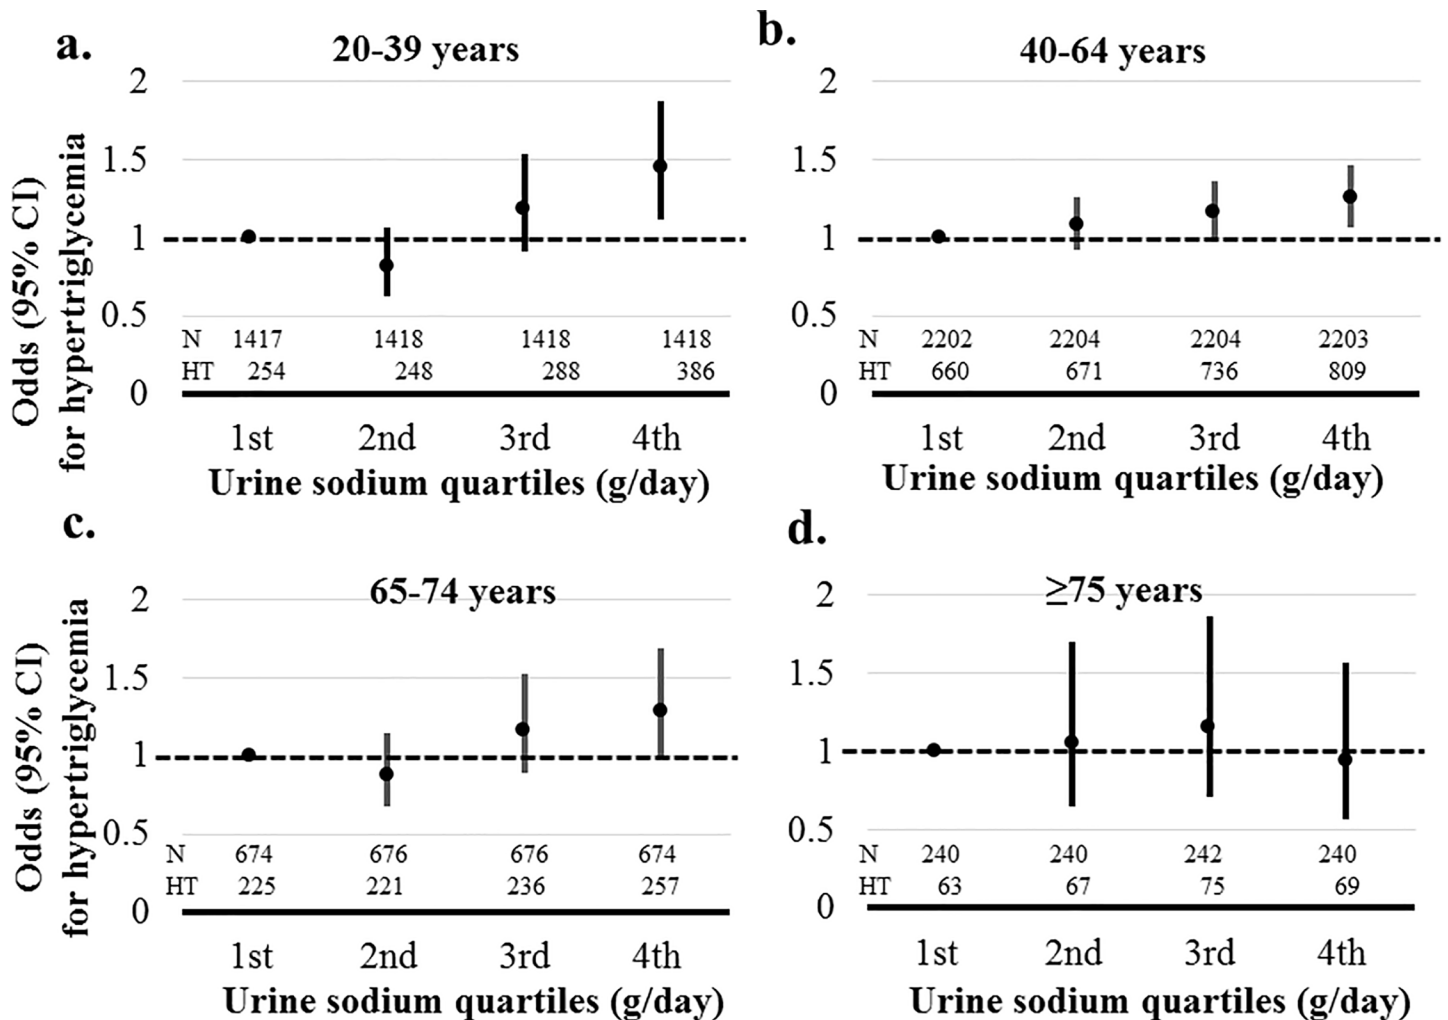 a.
20-39 years
Odds (95% CI)
for hypertriglycemia
2
1.5
1
0.5
0
N 1417 1418 1418 1418
HT 254 248 288 386
1st 2nd 3rd 4th
Urine sodium quartiles (g/day)
b.
40-64 years
2
1.5
1
0.5
0
N 2202 2204 2204 2203
HT 660 671 736 809
1st 2nd 3rd 4th
Urine sodium quartiles (g/day)
c.
65-74 years
Odds (95% CI)
for hypertriglycemia
2
1.5
1
0.5
0
N 674 676 676 674
HT 225 221 236 257
1st 2nd 3rd 4th
Urine sodium quartiles (g/day)
d.
≥75 years
2
1.5
1
0.5
0
N 240 240 242 240
HT 63 67 75 69
1st 2nd 3rd 4th
Urine sodium quartiles (g/day)